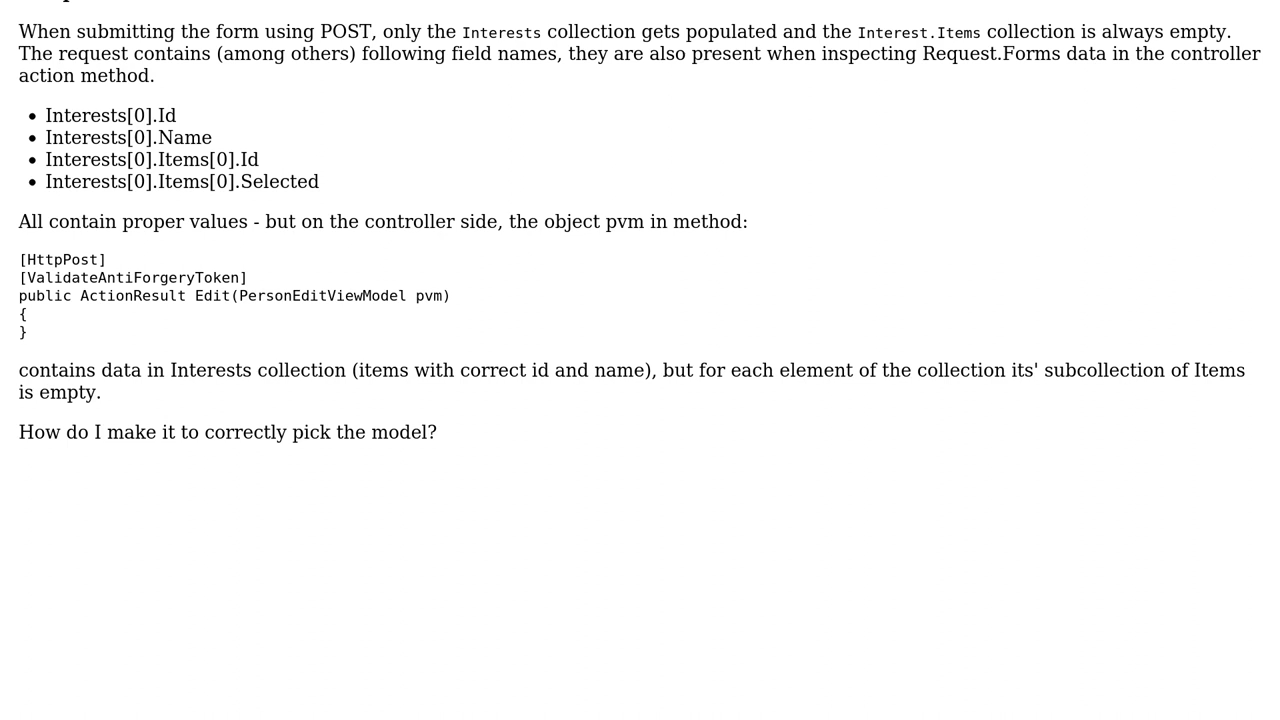 When submitting the form using POST, only the Interests collection gets populated and the Interest.Items collection is always empty.
The request contains (among others) following field names, they are also present when inspecting Request.Forms data in the controller
action method.
• Interests[0].Id
• Interests[0].Name
• Interests[0].Items[0].Id
• Interests[0].Items[0].Selected
All contain proper values - but on the controller side, the object pvm in method:
[HttpPost]
[ValidateAntiForgeryToken]
public ActionResult Edit(PersonEditViewModel pvm)
{
}
contains data in Interests collection (items with correct id and name), but for each element of the collection its' subcollection of Items
is empty.
How do I make it to correctly pick the model?